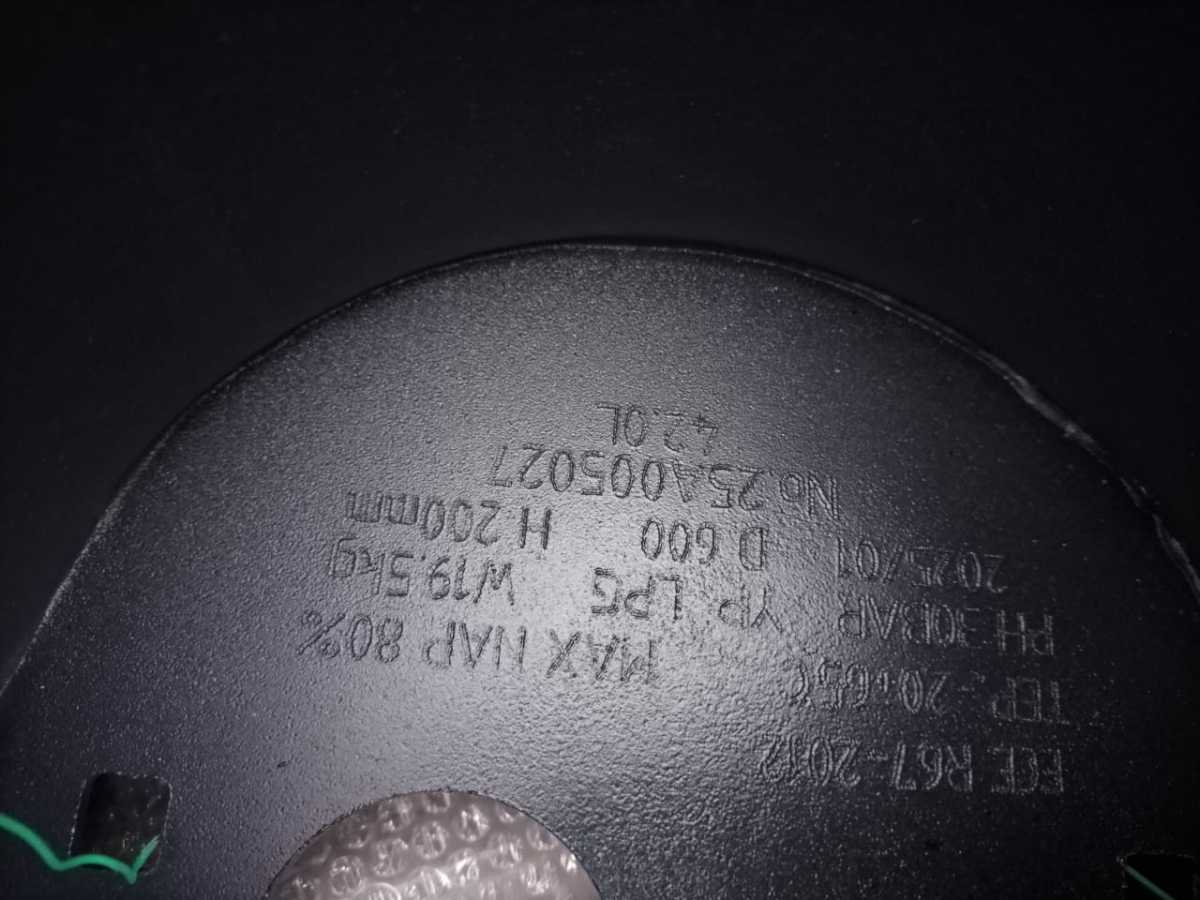 ECE R67-2012
TEP.-20+65C MAX NAP 80%
PH 30BAP YP LPG W19.5kg
2025/01 D 600 H 200mm
No.25A005027
42.0L